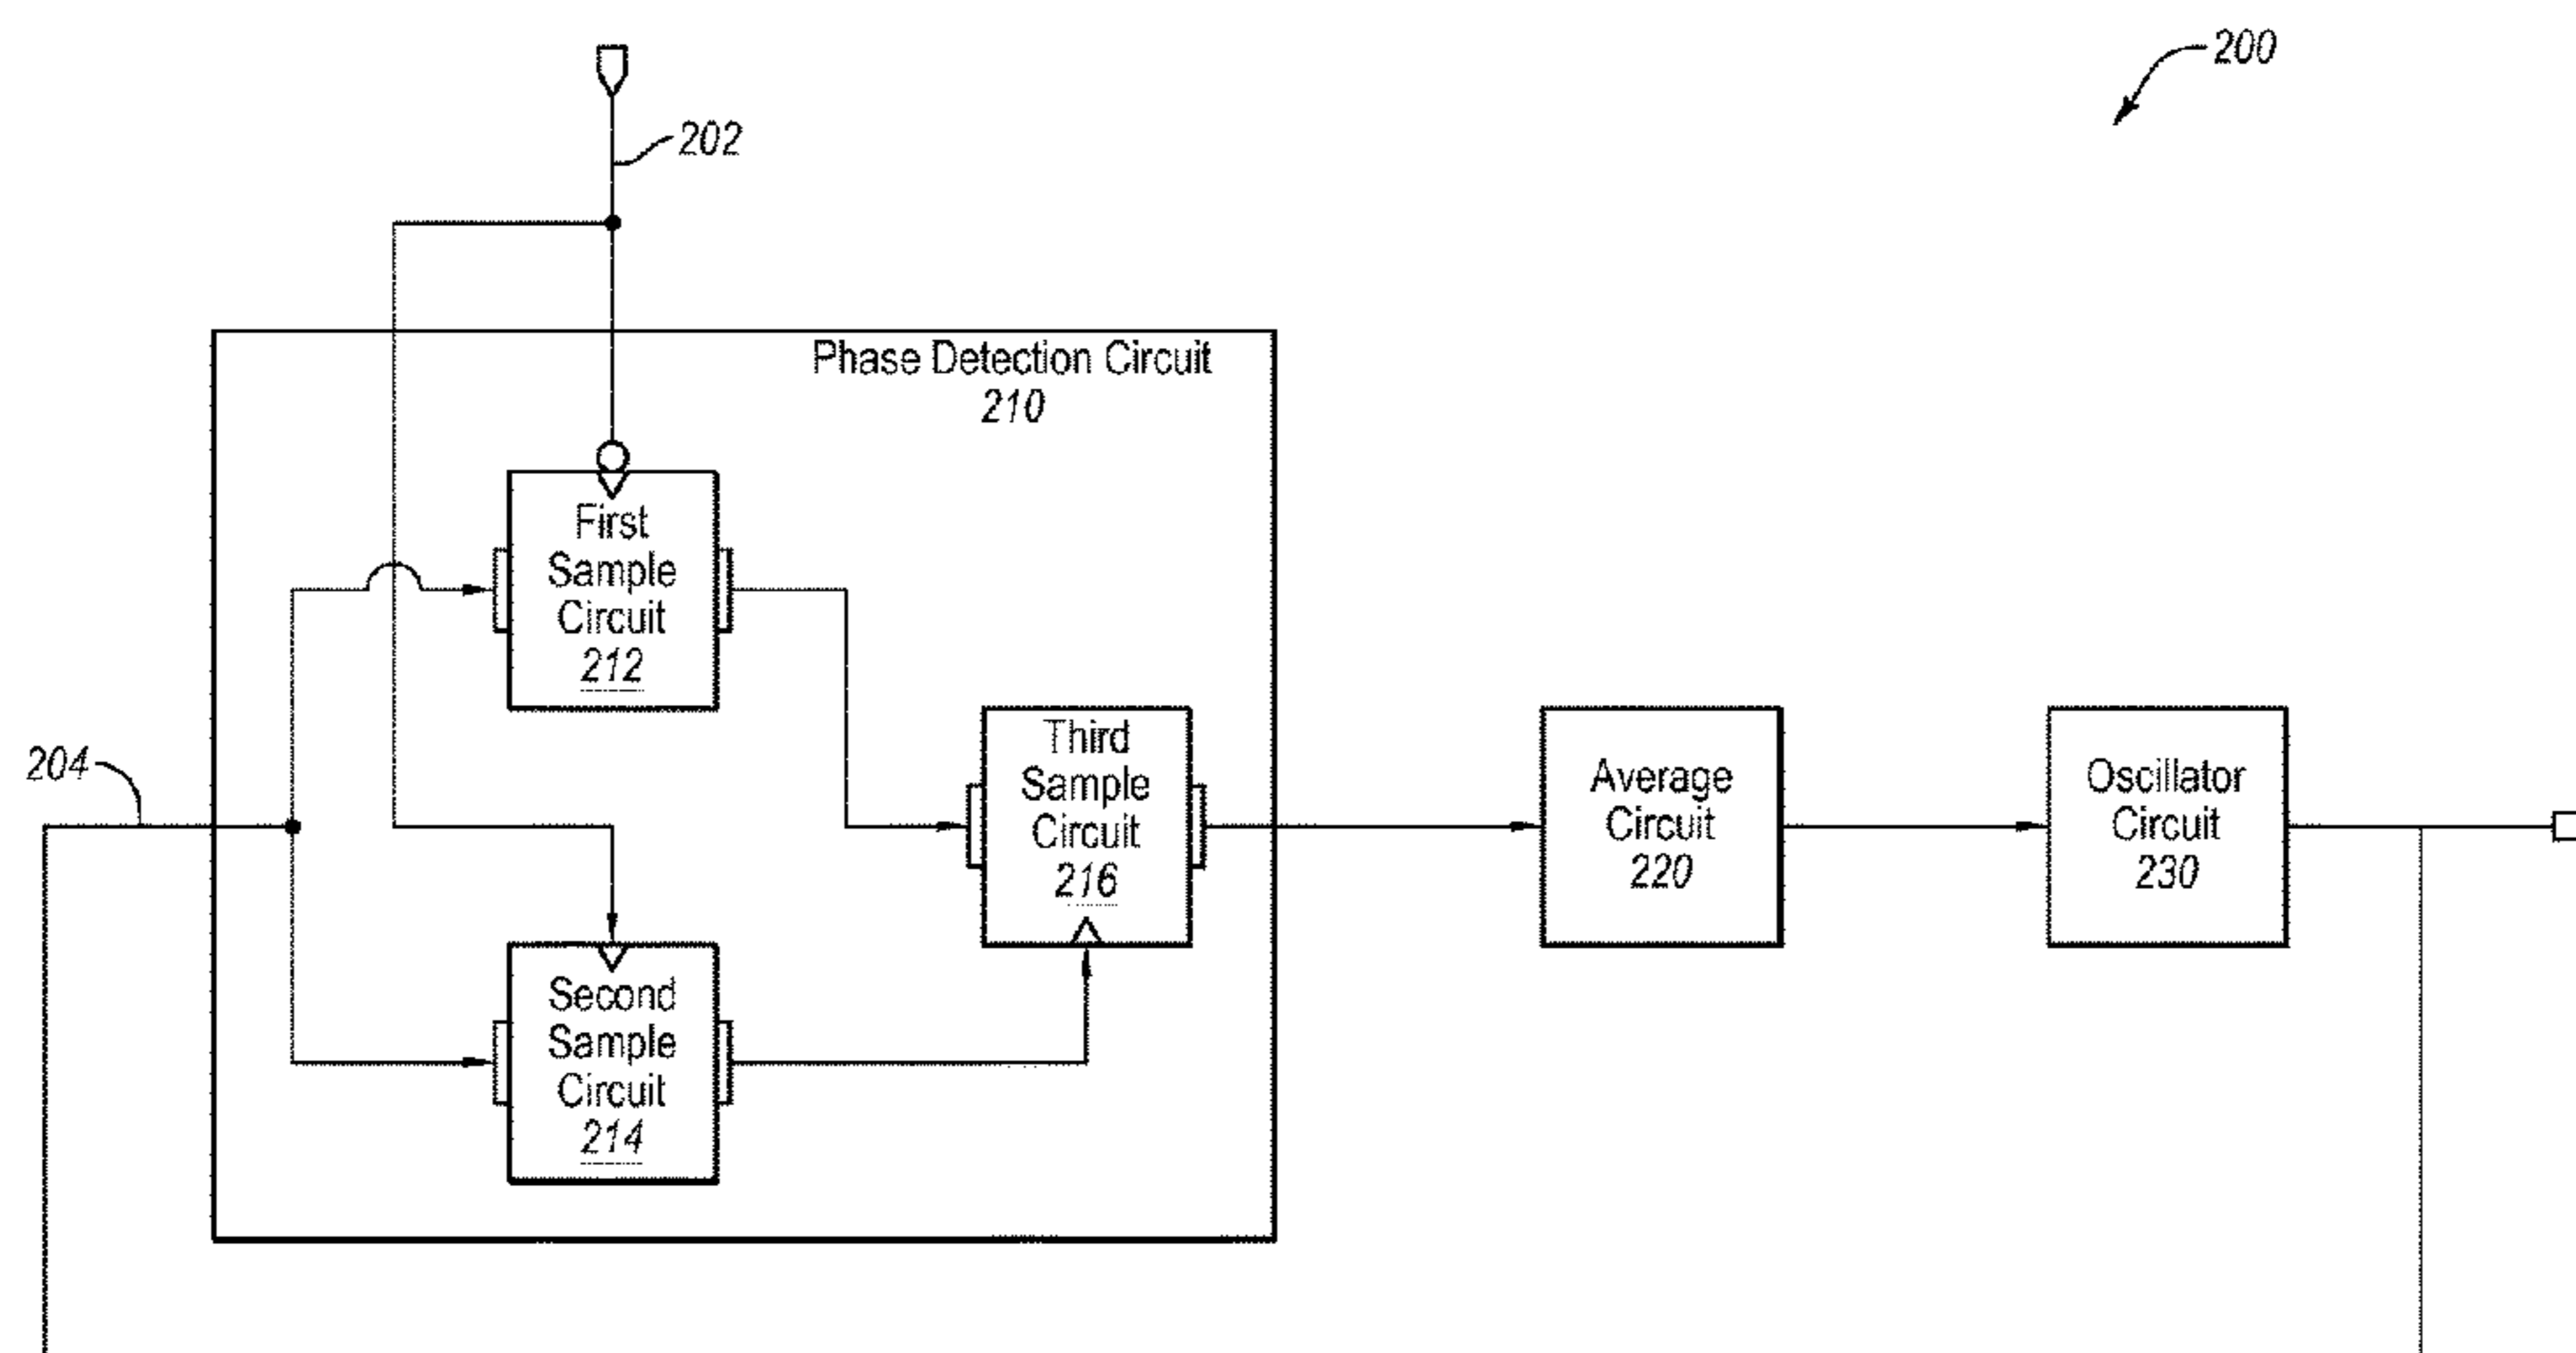 200
202
Phase Detection Circuit
210
First
Sample
Circuit
212
204
Third
Sample
Circuit
216
Average
Circuit
220
Oscillator
Circuit
230
Second
Sample
Circuit
214